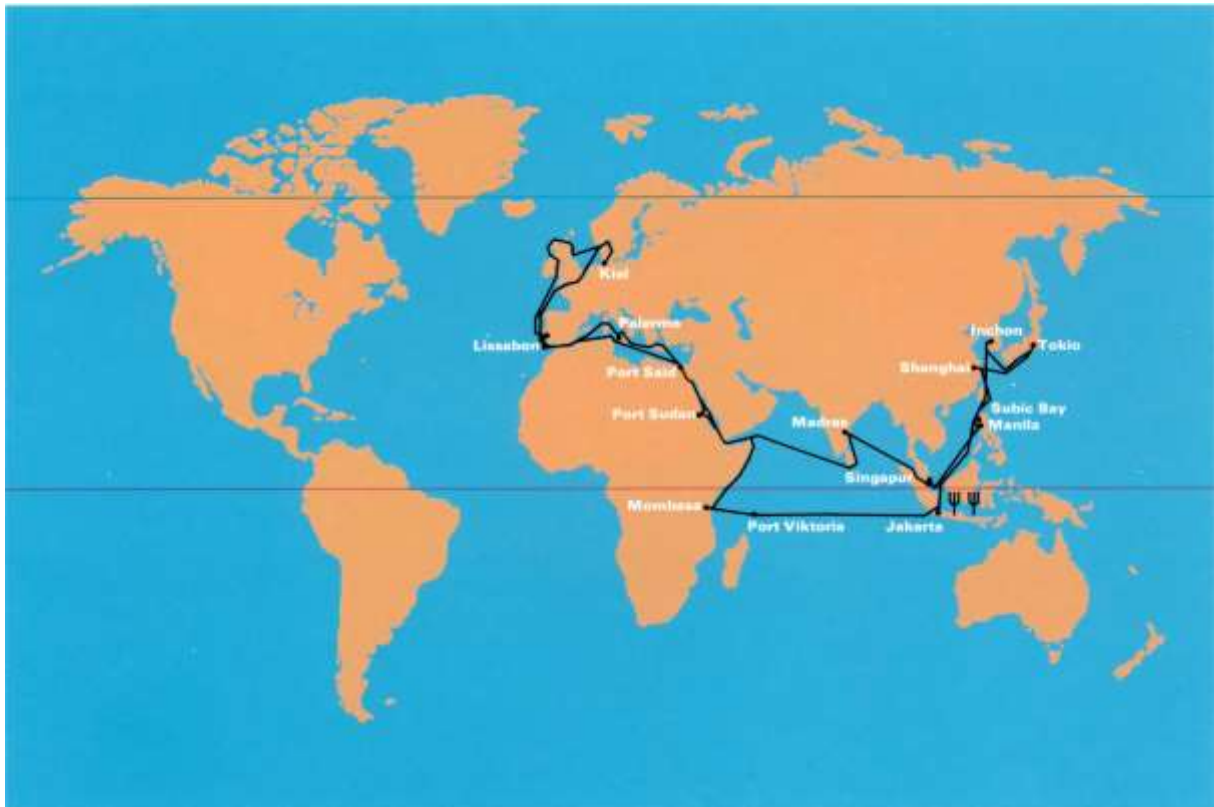 Kiel
Palermo
Inchon
Lissabon
Tokio
Port Said
Shanghai
Port Sudan
Subic Bay
Madras
Manila
Singapur
Mombasa
Port Viktoria
Jakarta